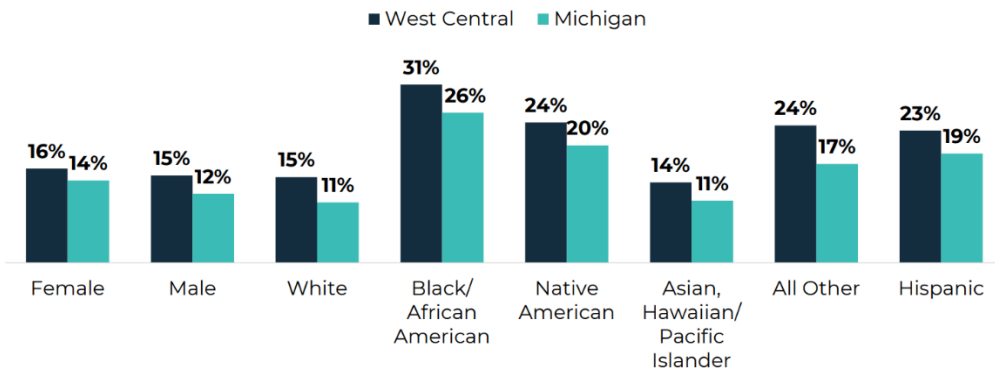 West Central Michigan
16% 14% 15% 12% 15% 11% 31% 26% 24% 20% 14% 11% 24% 17% 23% 19%
Female Male White Black/ Native Asian, All Other Hispanic
African American Hawaiian/
American Pacific
Islander